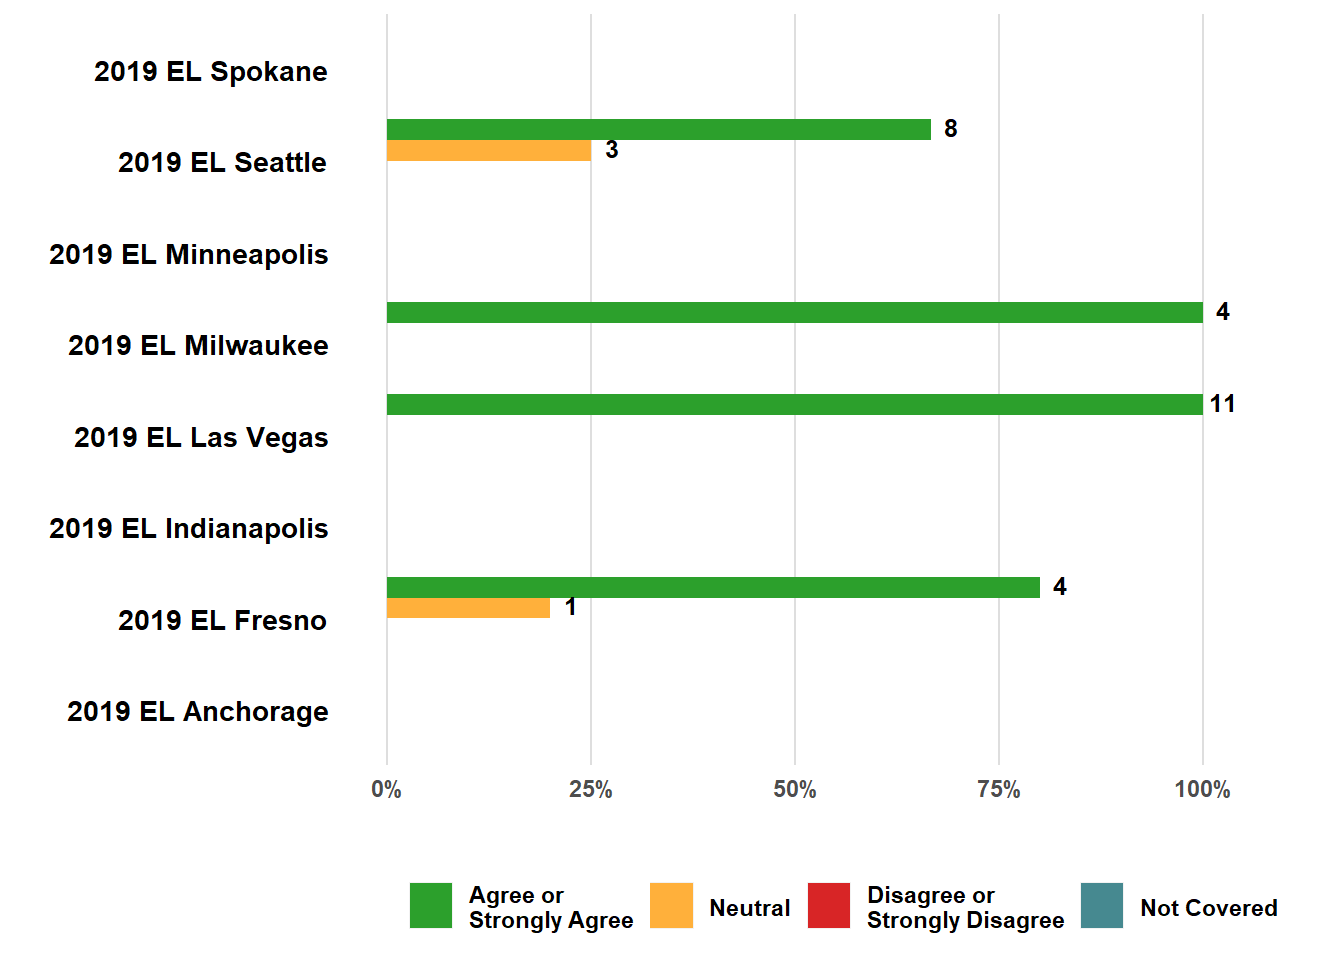 2019 EL Spokane
8
2019 EL Seattle
3
2019 EL Minneapolis
4
2019 EL Milwaukee
11
2019 EL Las Vegas
2019 EL Indianapolis
4
2019 EL Fresno
1
2019 EL Anchorage
0%
25%
50%
75%
100%
Agree or
Strongly Agree
Neutral
Disagree or
Strongly Disagree
Not Covered